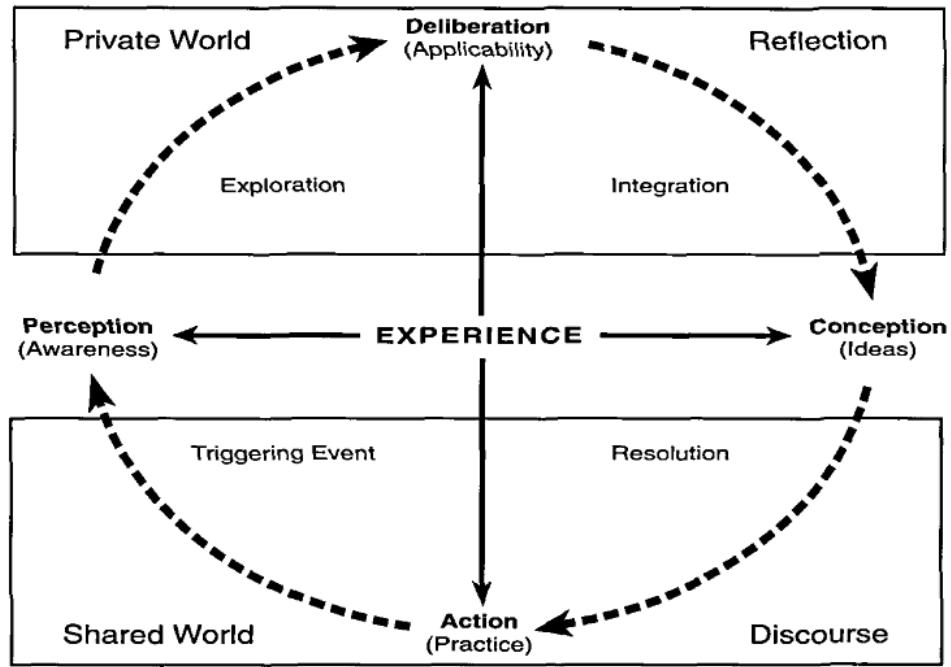 Private World
Deliberation
(Applicability)
Reflection
Exploration
Integration
Perception
(Awareness)
EXPERIENCE
Conception
(Ideas)
Triggering Event
Resolution
Shared World
Action
(Practice)
Discourse